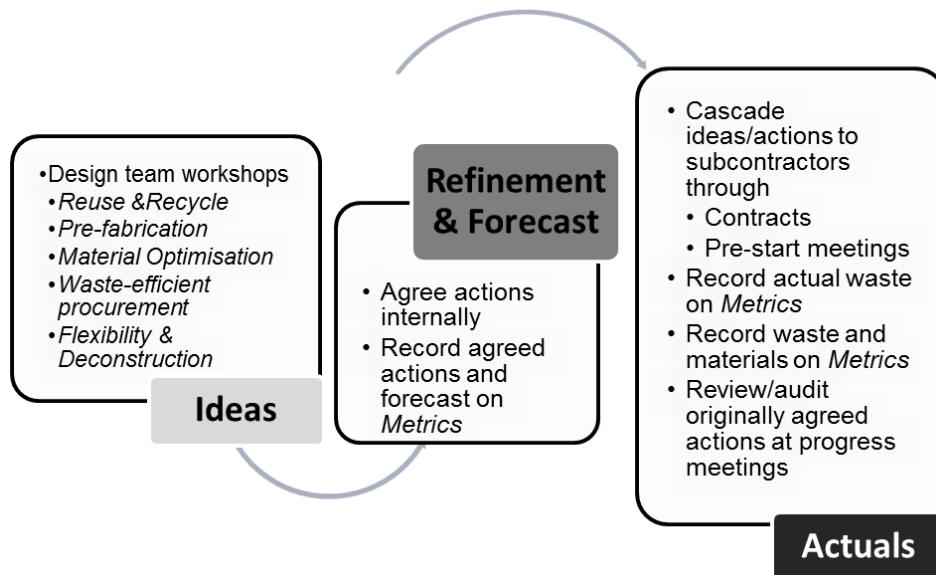 •Design team workshops
•Reuse &Recycle
•Pre-fabrication
•Material Optimisation
•Waste-efficient
procurement
•Flexibility &
Deconstruction
Ideas
Refinement
& Forecast
• Agree actions
internally
• Record agreed
actions and
forecast on
Metrics
• Cascade
ideas/actions to
subcontractors
through
• Contracts
• Pre-start meetings
• Record actual waste
on Metrics
• Record waste and
materials on Metrics
• Review/audit
originally agreed
actions at progress
meetings
Actuals